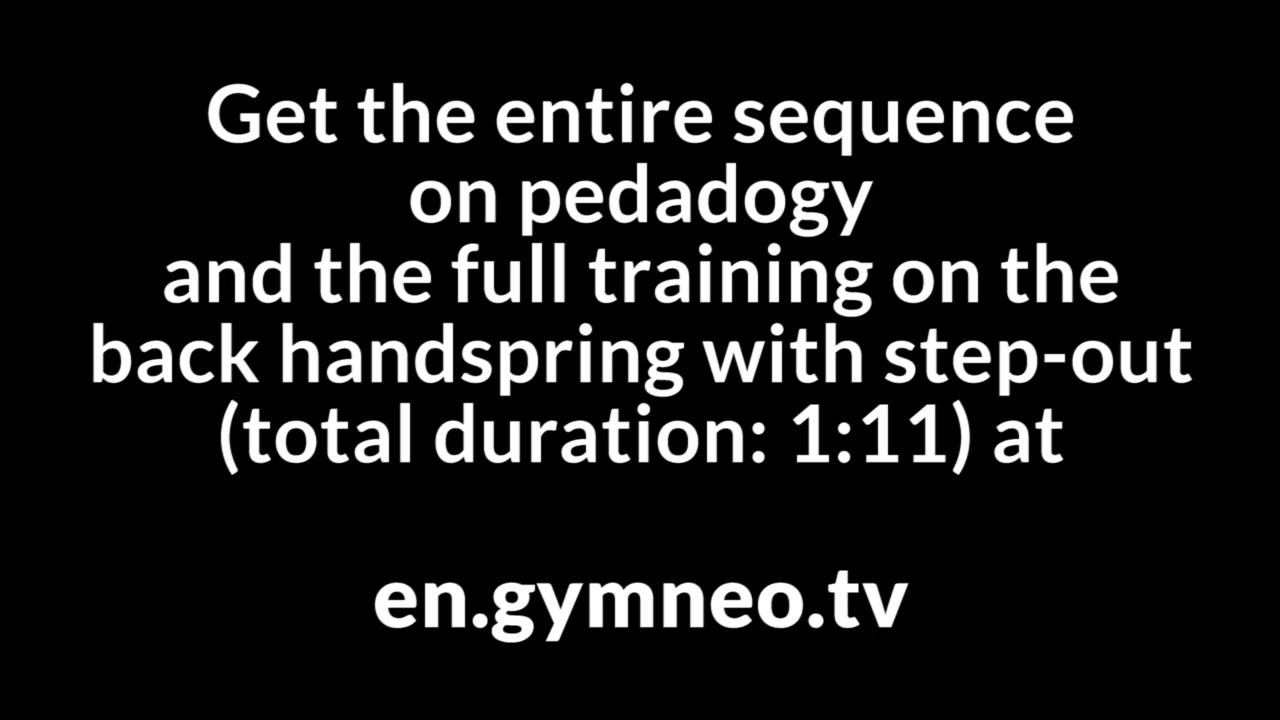 Get the entire sequence
on pedadogy
and the full training on the
back handspring with step-out
(total duration: 1:11) at
en.gymneo.tv